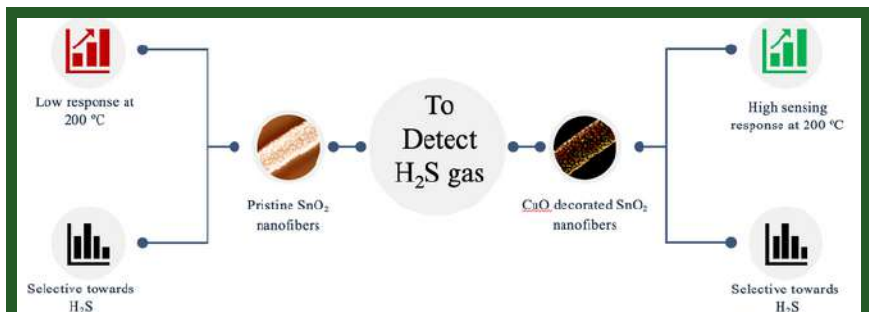 Low response at
200 °C
Selective towards
H₂S
Pristine SnO₂
nanofibers
To
Detect
H₂S gas
CuO decorated SnO₂
nanofibers
High sensing
response at 200 °C
Selective towards
H₂S